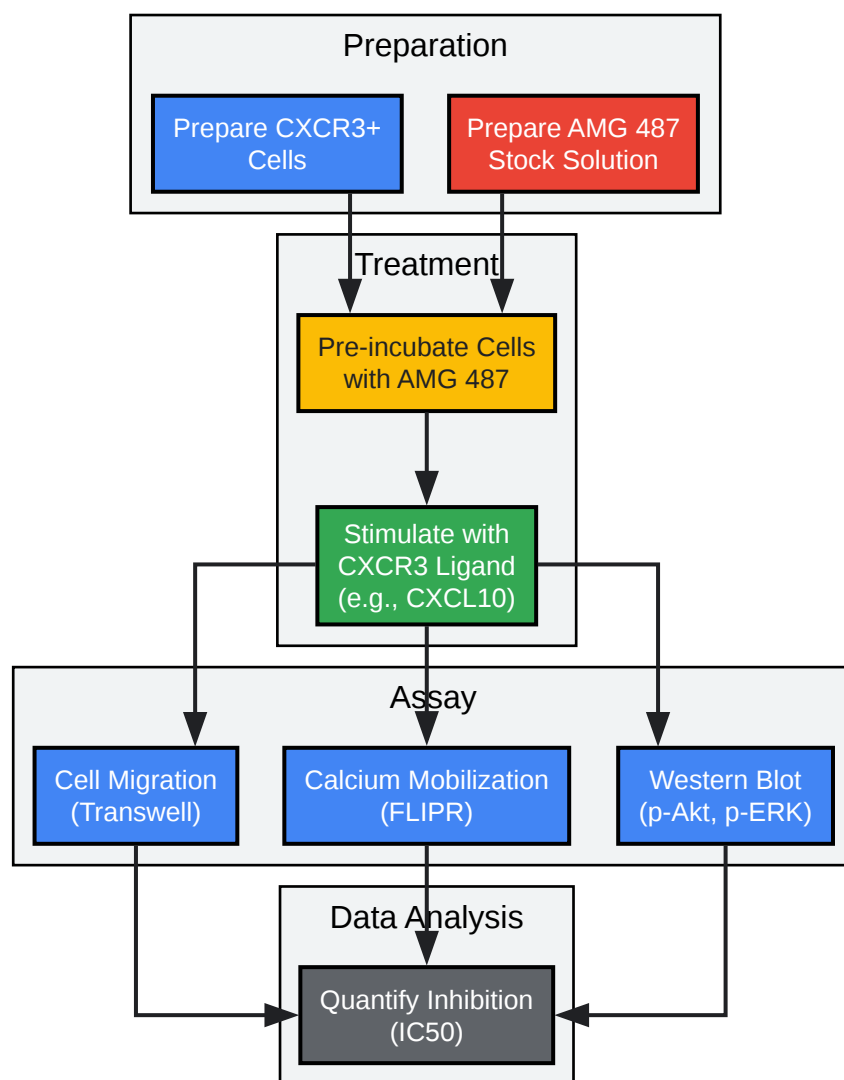 Preparation
Prepare CXCR3+
Cells
Prepare AMG 487
Stock Solution
Treatment
Pre-incubate Cells
with AMG 487
Stimulate with
CXCR3 Ligand
(e.g., CXCL10)
Assay
Cell Migration
(Transwell)
Calcium Mobilization
(FLIPR)
Western Blot
(p-Akt, p-ERK)
Data Analysis
Quantify Inhibition
(IC50)